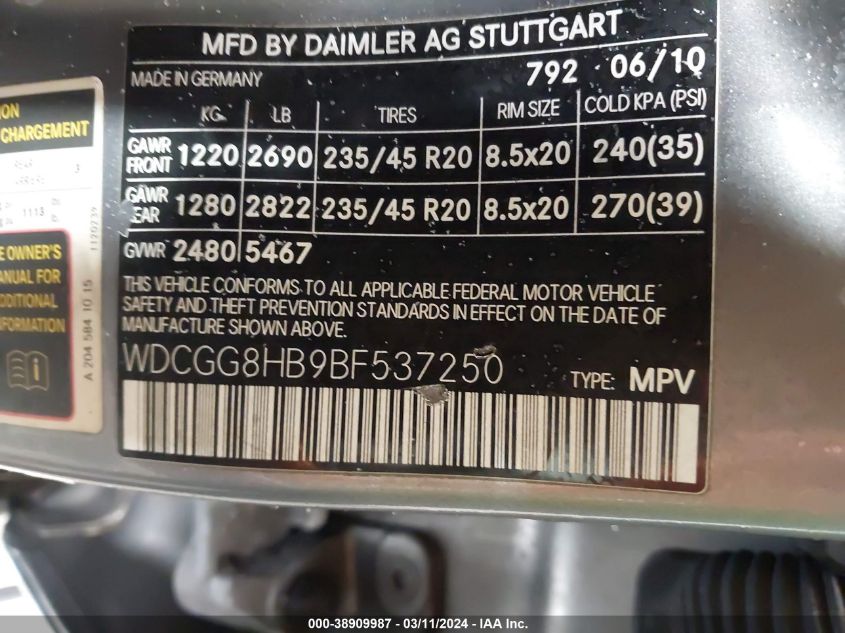 MFD BY DAIMLER AG STUTTGART
MADE IN GERMANY 792 06/10
KG LB TIRES RIM SIZE COLD KPA (PSI)
GAWR FRONT 1220 2690 235/45 R20 8.5x20 240(35)
GAWR EAR 1280 2822 235/45 R20 8.5x20 270(39)
GVWR 2480 5467
THIS VEHICLE CONFORMS TO ALL APPLICABLE FEDERAL MOTOR VEHICLE
SAFETY AND THEFT PREVENTION STANDARDS IN EFFECT ON THE DATE OF
MANUFACTURE SHOWN ABOVE.
WDCGG8HB9BF537250 TYPE: MPV
CHARGEMENT
REAR 3
1113
1120239
OWNER'S
MANUAL FOR
ADDITIONAL
INFORMATION
A 204 584 10 15
000-38909987 - 03/11/2024 - IAA Inc.